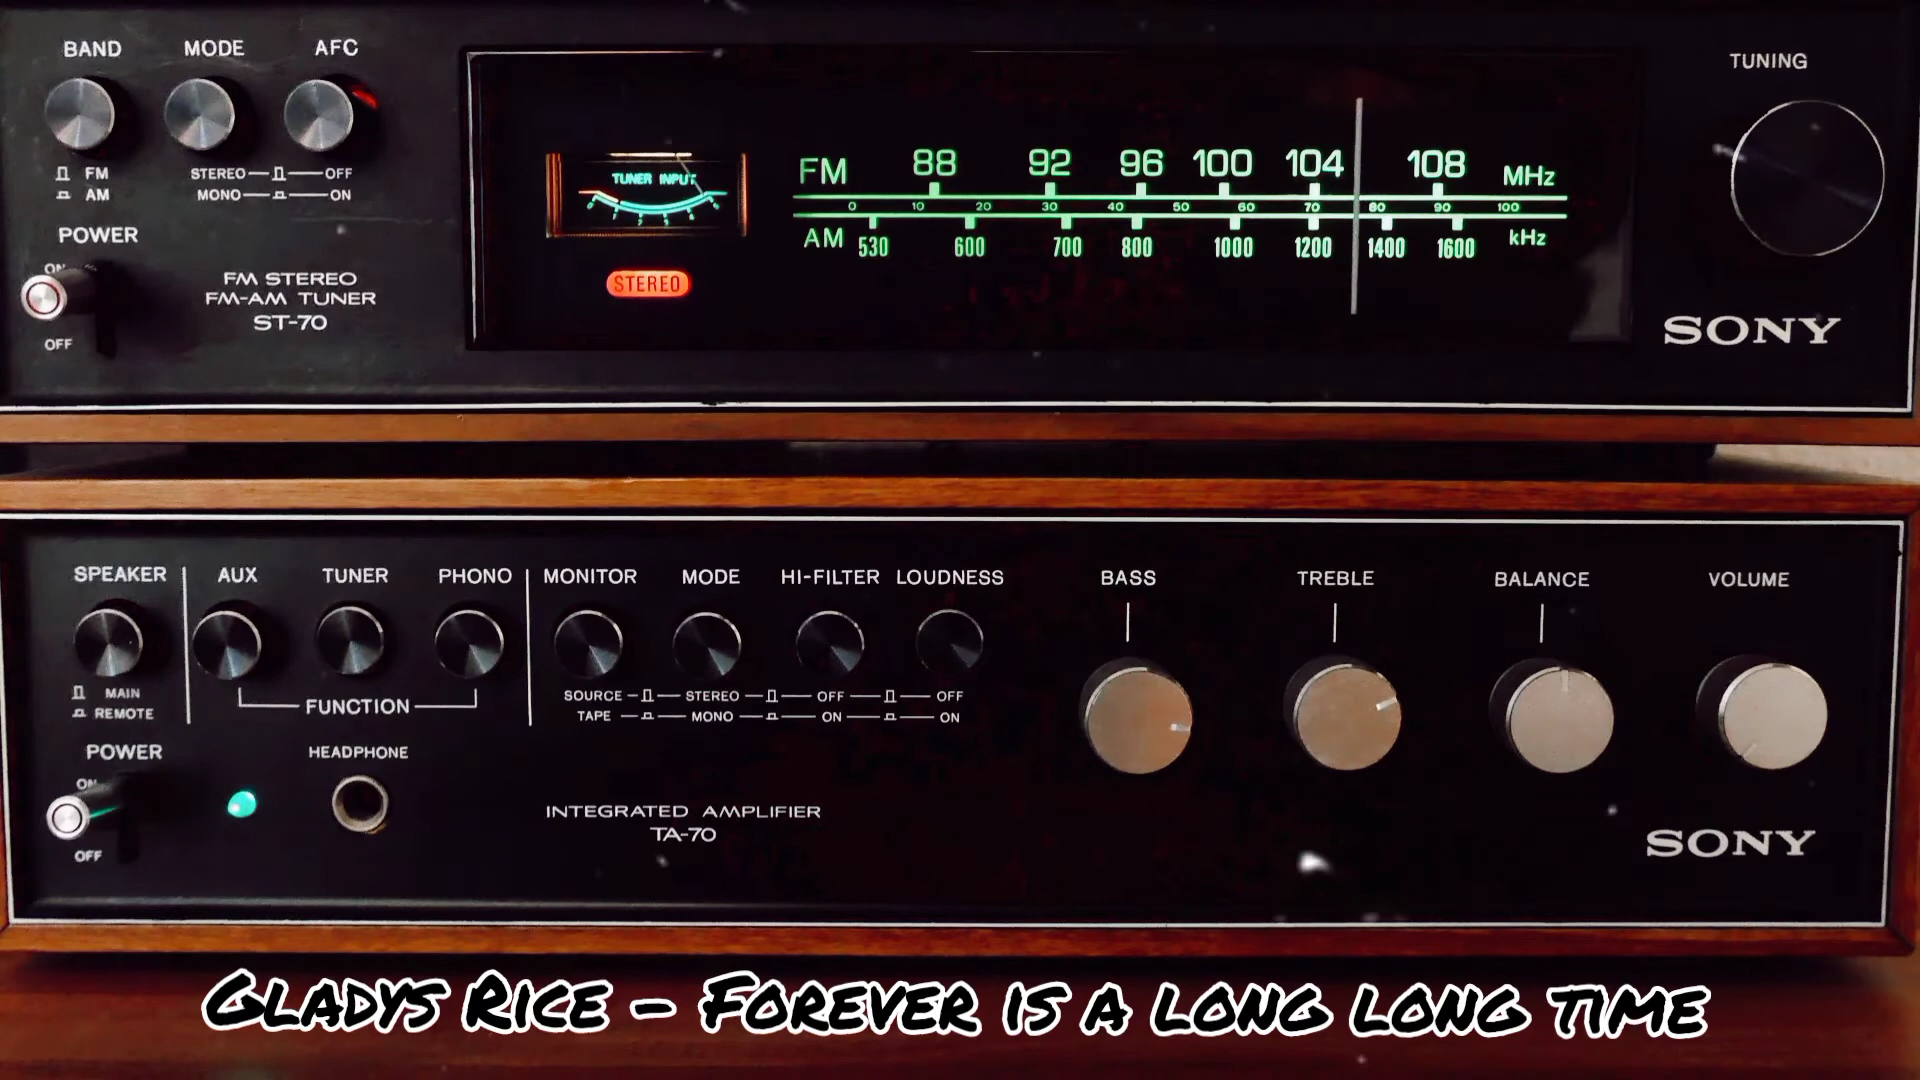 BAND MODE AFC
TUNING
TUNER INPUT
FM 88 92 96 100 104 108 MHz
FM STEREO OFF
AM MONO ON
0 10 20 30 40 50 60 70 80 90 100
AM 530 600 700 800 1000 1200 1400 1600 kHz
POWER
ON
OFF
FM STEREO
FM-AM TUNER
ST-70
STEREO
SONY
SPEAKER AUX TUNER PHONO MONITOR MODE HI-FILTER LOUDNESS BASS TREBLE BALANCE VOLUME
MAIN
REMOTE
FUNCTION
SOURCE STEREO OFF OFF
TAPE MONO ON ON
POWER
ON
OFF
HEADPHONE
INTEGRATED AMPLIFIER
TA-70
SONY
GLADYS RICE - FOREVER IS A LONG LONG TIME